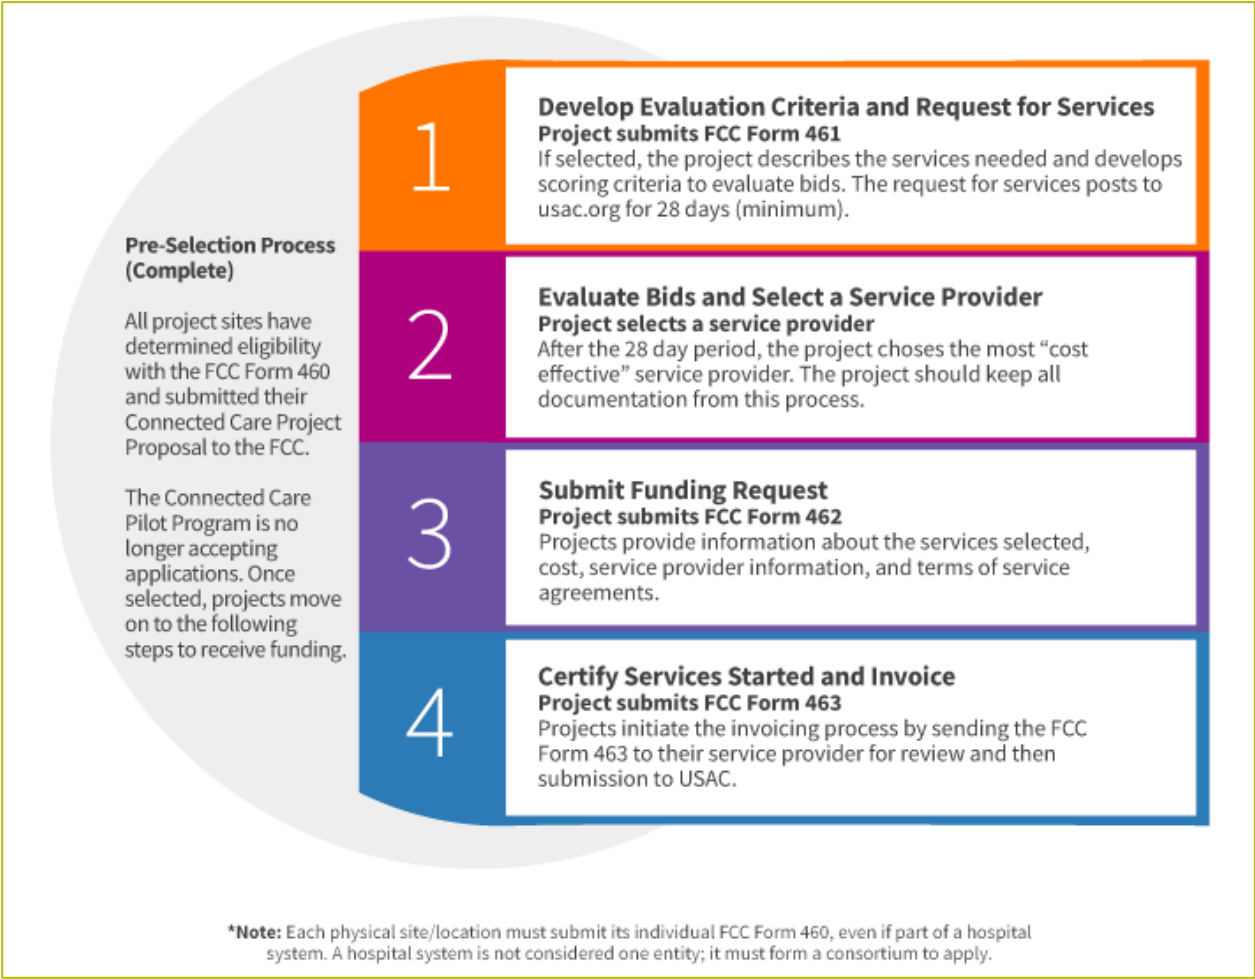 Pre-Selection Process
(Complete)
All project sites have
determined eligibility
with the FCC Form 460
and submitted their
Connected Care Project
Proposal to the FCC.
The Connected Care
Pilot Program is no
longer accepting
applications. Once
selected, projects move
on to the following
steps to receive funding.
1
Develop Evaluation Criteria and Request for Services
Project submits FCC Form 461
If selected, the project describes the services needed and develops
scoring criteria to evaluate bids. The request for services posts to
usac.org for 28 days (minimum).
2
Evaluate Bids and Select a Service Provider
Project selects a service provider
After the 28 day period, the project choses the most “cost
effective” service provider. The project should keep all
documentation from this process.
3
Submit Funding Request
Project submits FCC Form 462
Projects provide information about the services selected,
cost, service provider information, and terms of service
agreements.
4
Certify Services Started and Invoice
Project submits FCC Form 463
Projects initiate the invoicing process by sending the FCC
Form 463 to their service provider for review and then
submission to USAC.
*Note: Each physical site/location must submit its individual FCC Form 460, even if part of a hospital
system. A hospital system is not considered one entity; it must form a consortium to apply.